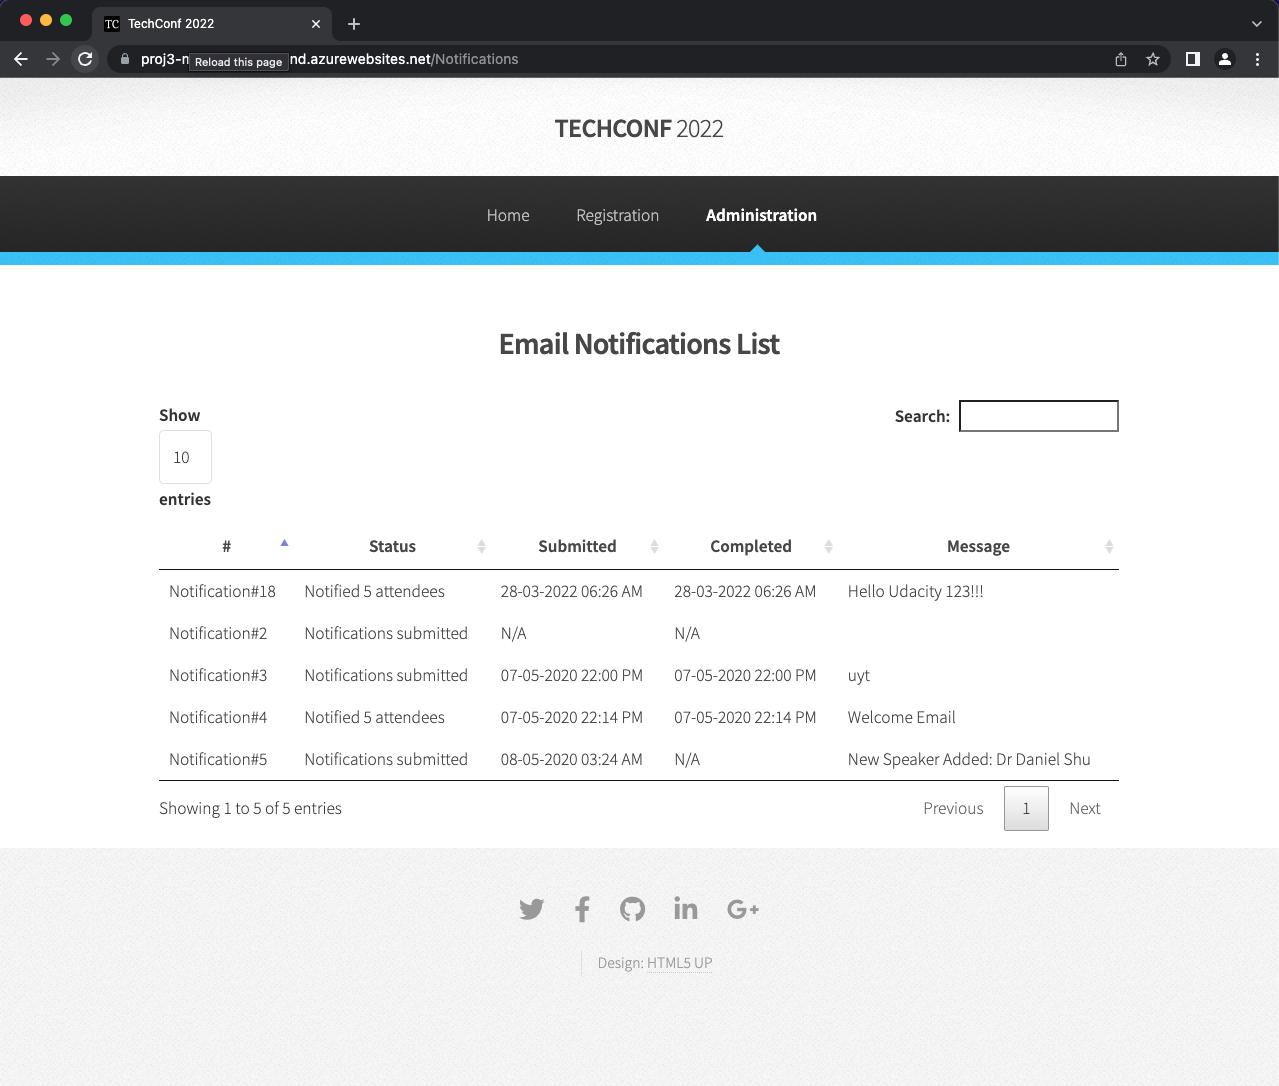 TC TechConf 2022
proj3-m
Reload this page
nd.azurewebsites.net/Notifications
TECHCONF 2022
Home Registration Administration
Email Notifications List
Show
Search:
10
entries
# Status Submitted Completed Message
Notification#18 Notified 5 attendees 28-03-2022 06:26 AM 28-03-2022 06:26 AM Hello Udacity 123!!!
Notification#2 Notifications submitted N/A N/A
Notification#3 Notifications submitted 07-05-2020 22:00 PM 07-05-2020 22:00 PM uyt
Notification#4 Notified 5 attendees 07-05-2020 22:14 PM 07-05-2020 22:14 PM Welcome Email
Notification#5 Notifications submitted 08-05-2020 03:24 AM N/A New Speaker Added: Dr Daniel Shu
Showing 1 to 5 of 5 entries Previous 1 Next
Design: HTML5 UP